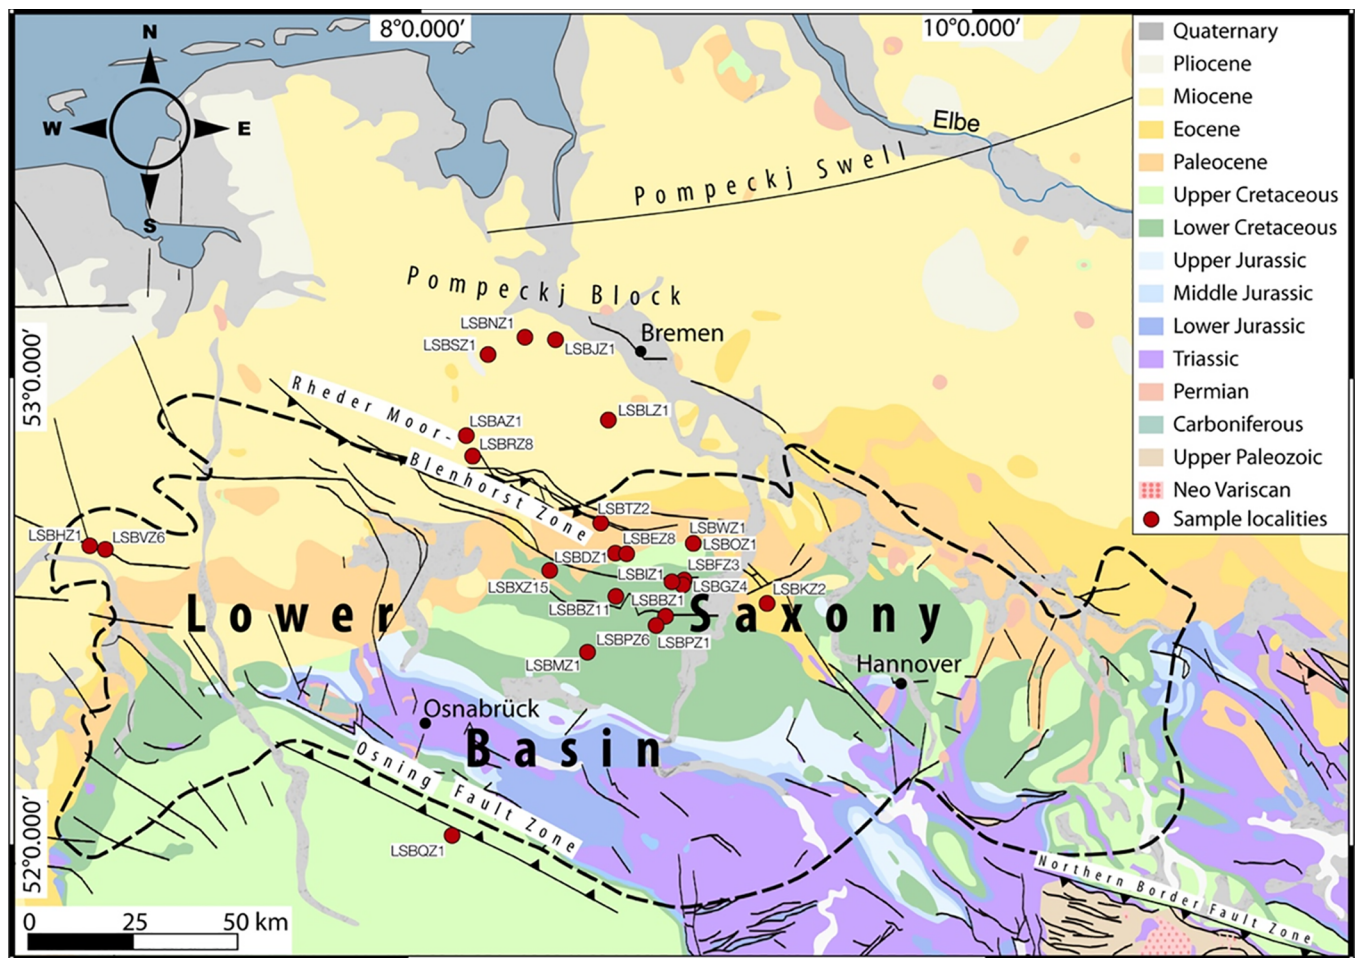 8°0.000′
10°0.000′
N
W
E
S
53°0.000′
52°0.000′
Quaternary
Pliocene
Miocene
Eocene
Paleocene
Upper Cretaceous
Lower Cretaceous
Upper Jurassic
Middle Jurassic
Lower Jurassic
Triassic
Permian
Carboniferous
Upper Paleozoic
Neo Variscan
Sample localities
Elbe
Pompeckj Swell
Pompeckj Block
LSBNZ1
LSBSZ1
LSBJZ1
Bremen
Rheder Moor-
Blenhorst Zone
LSBAZ1
LSBLZ1
LSBRZ8
LSBTZ2
LSBHZ1
LSBVZ6
LSBWZ1
LSBEZ8
LSBOZ1
LSBDZ1
LSBFZ3
LSBIZ1
LSBXZ15
LSBGZ4
LSBKZ2
LSBBZ1
LSBBZ11
Lower Saxony
LSBPZ6
LSBPZ1
LSBMZ1
Hannover
Osnabrück
Basin
Osning Fault Zone
LSBQZ1
Northern Border Fault Zone
0 25 50 km